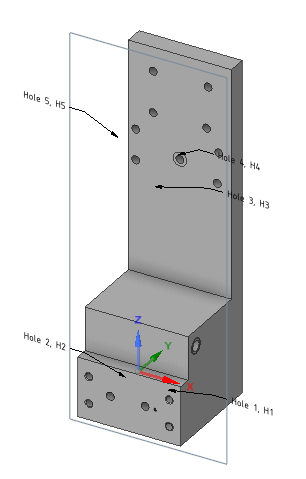 Hole 5, H5
Hole 4, H4
Hole 3, H3
Z
Y
Hole 2, H2
X
Hole 1, H1